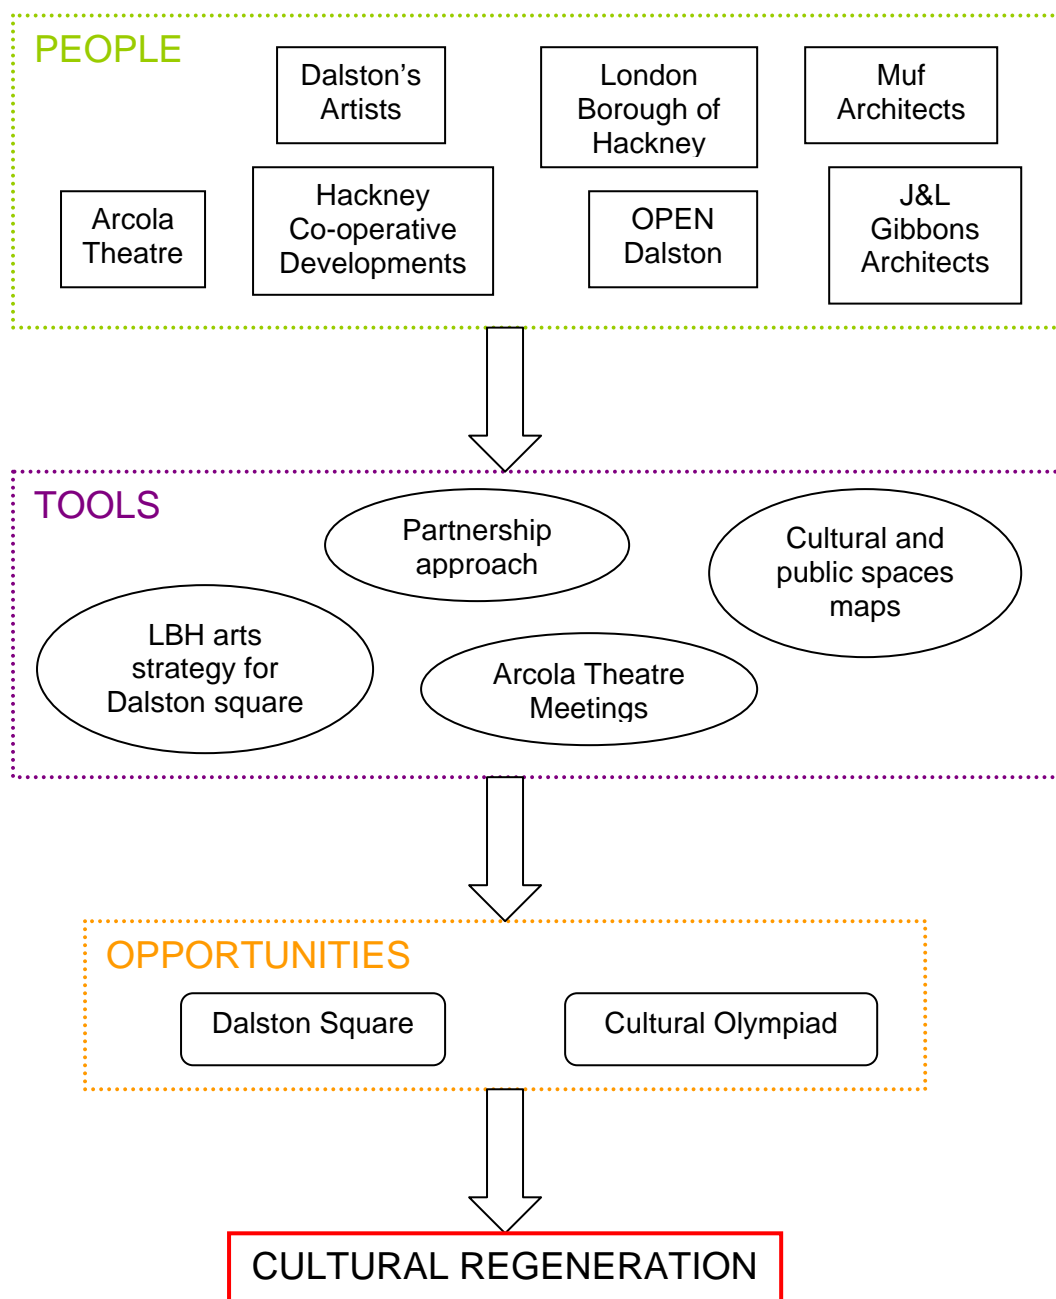 PEOPLE
Dalston's
Artists
London
Borough of
Hackney
Muf
Architects
Arcola
Theatre
Hackney
Co-operative
Developments
OPEN
Dalston
J&L
Gibbons
Architects
TOOLS
Partnership
approach
Cultural and
public spaces
maps
LBH arts
strategy for
Dalston square
Arcola Theatre
Meetings
OPPORTUNITIES
Dalston Square
Cultural Olympiad
CULTURAL REGENERATION